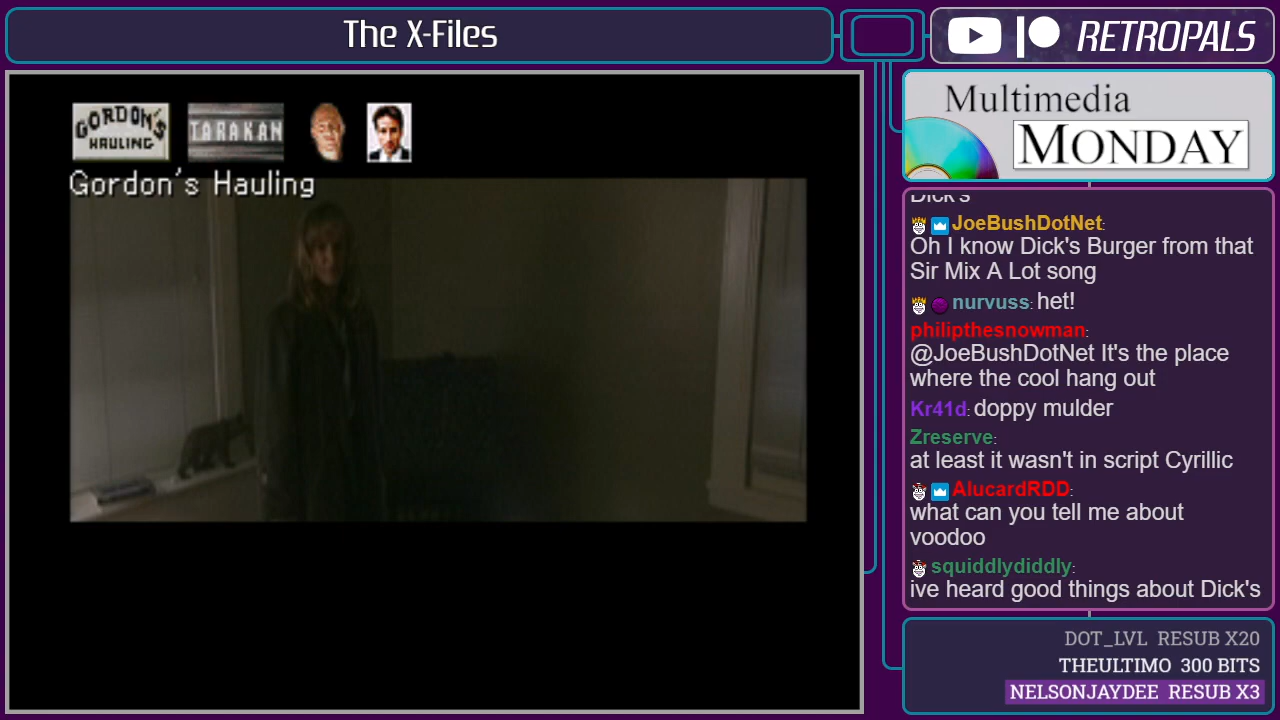 The X-Files
RETROPALS
GORDON'S
HAULING
TARAKAN
Gordon's Hauling
Multimedia
MONDAY
Dick's
JoeBushDotNet:
Oh I know Dick's Burger from that
Sir Mix A Lot song
nurvuss: het!
philipthesnowman:
@JoeBushDotNet It's the place
where the cool hang out
Kr41d: doppy mulder
Zreserve:
at least it wasn't in script Cyrillic
AlucardRDD:
what can you tell me about
voodoo
squiddlydiddly:
ive heard good things about Dick's
DOT_LVL RESUB X20
THEULTIMO 300 BITS
NELSONJAYDEE RESUB X3